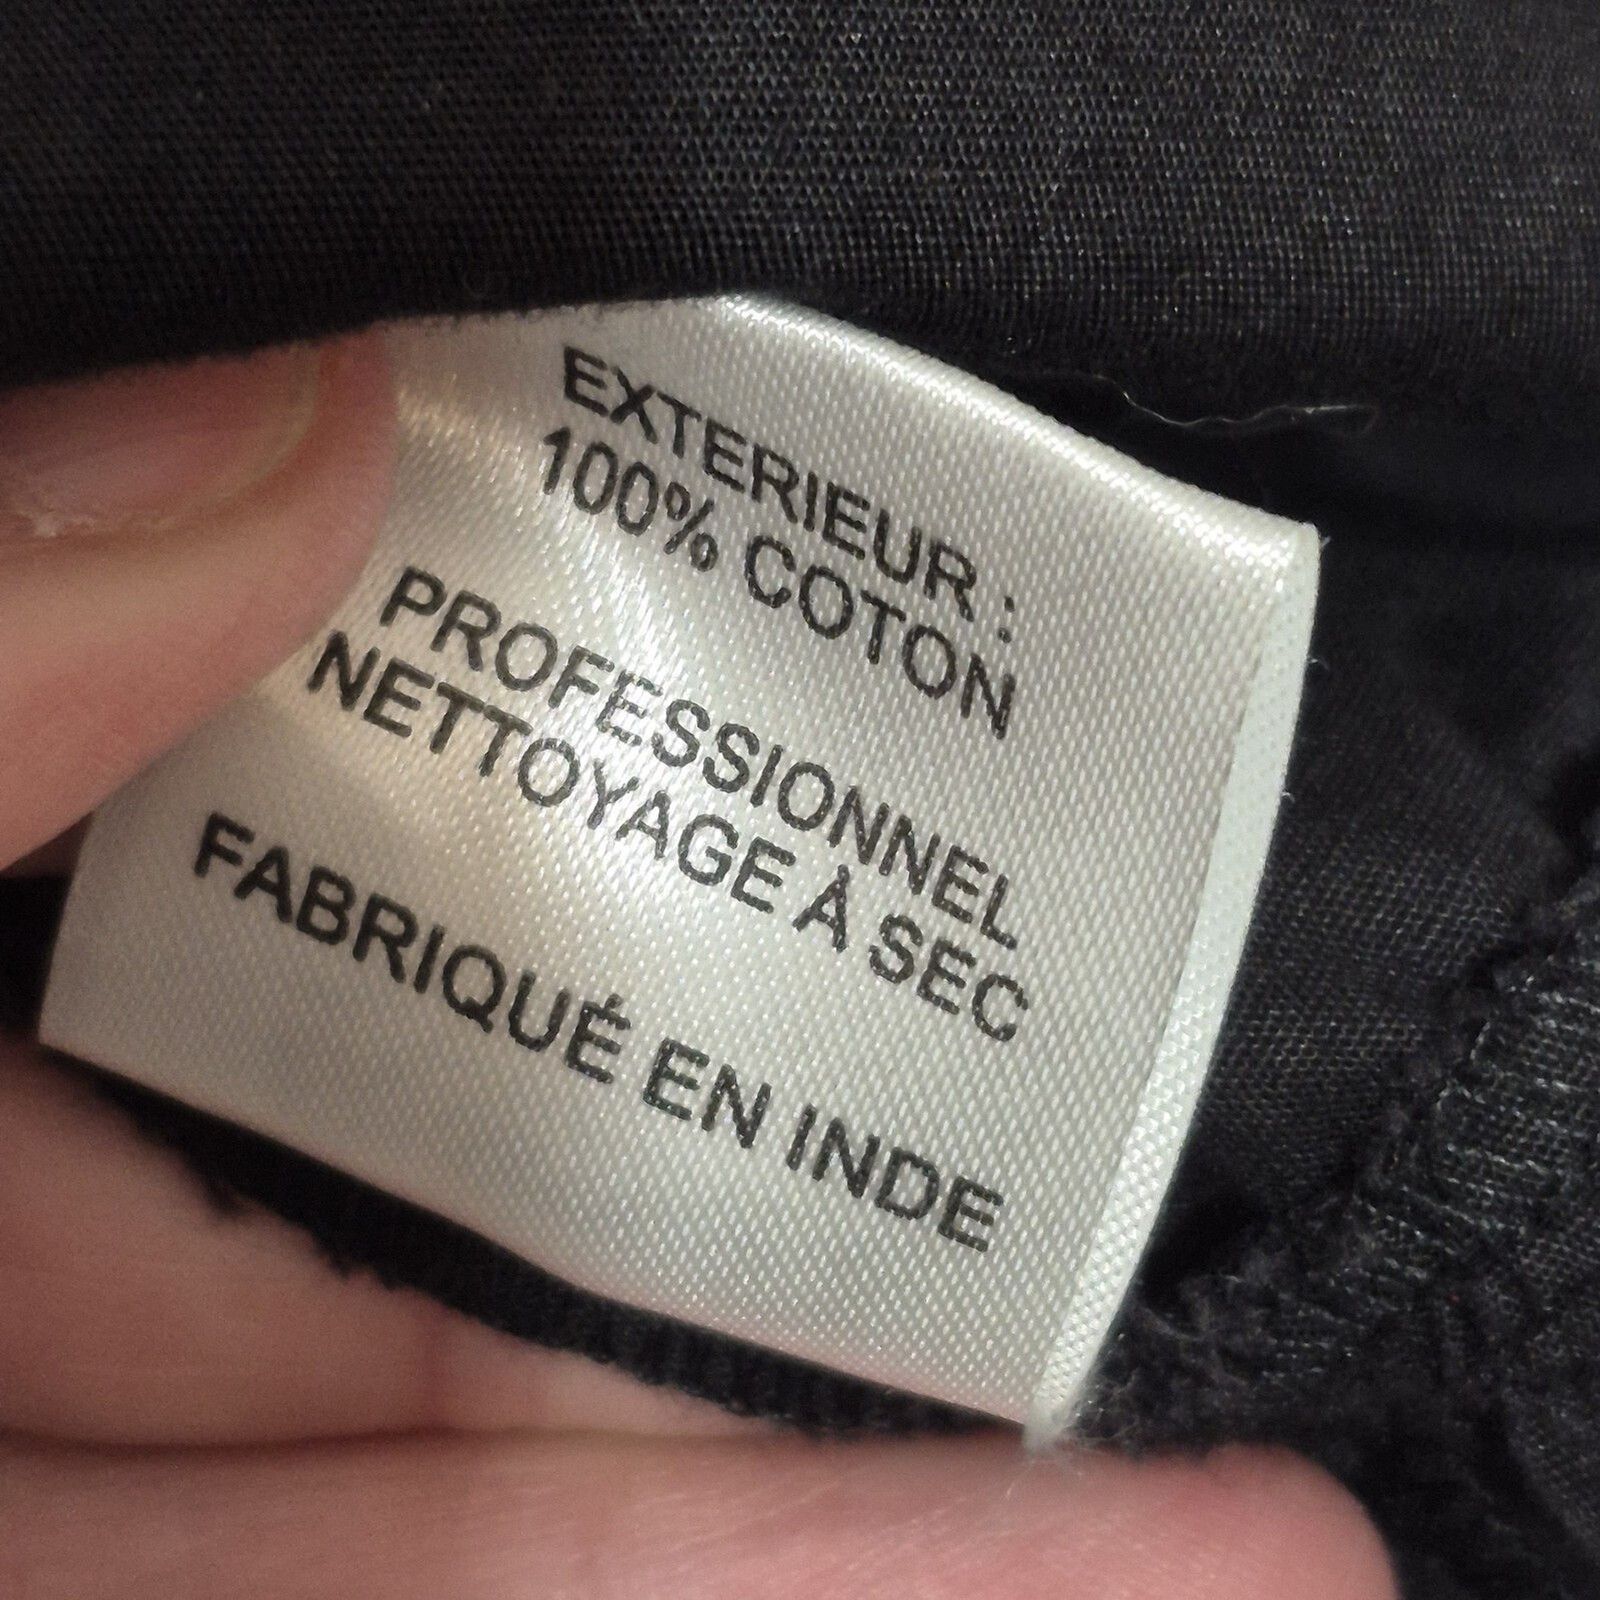 EXTERIEUR :
100% COTON
PROFESSIONNEL
NETTOYAGE À SEC
FABRIQUÉ EN INDE